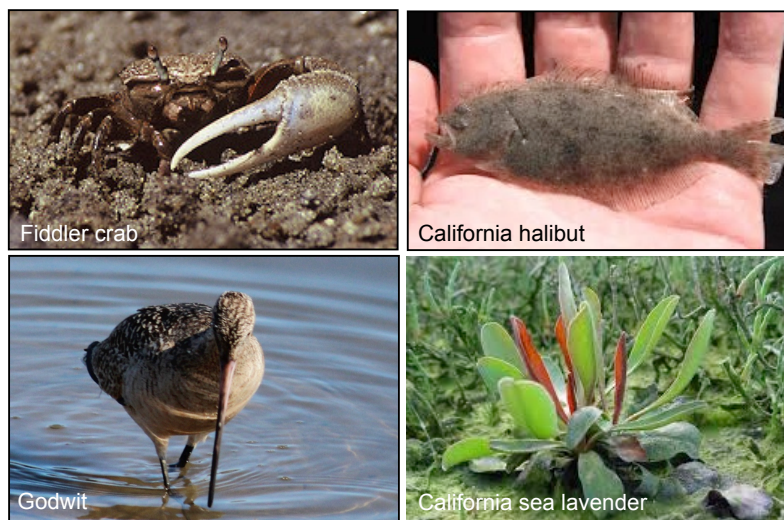 Fiddler crab
California halibut
Godwit
California sea lavender